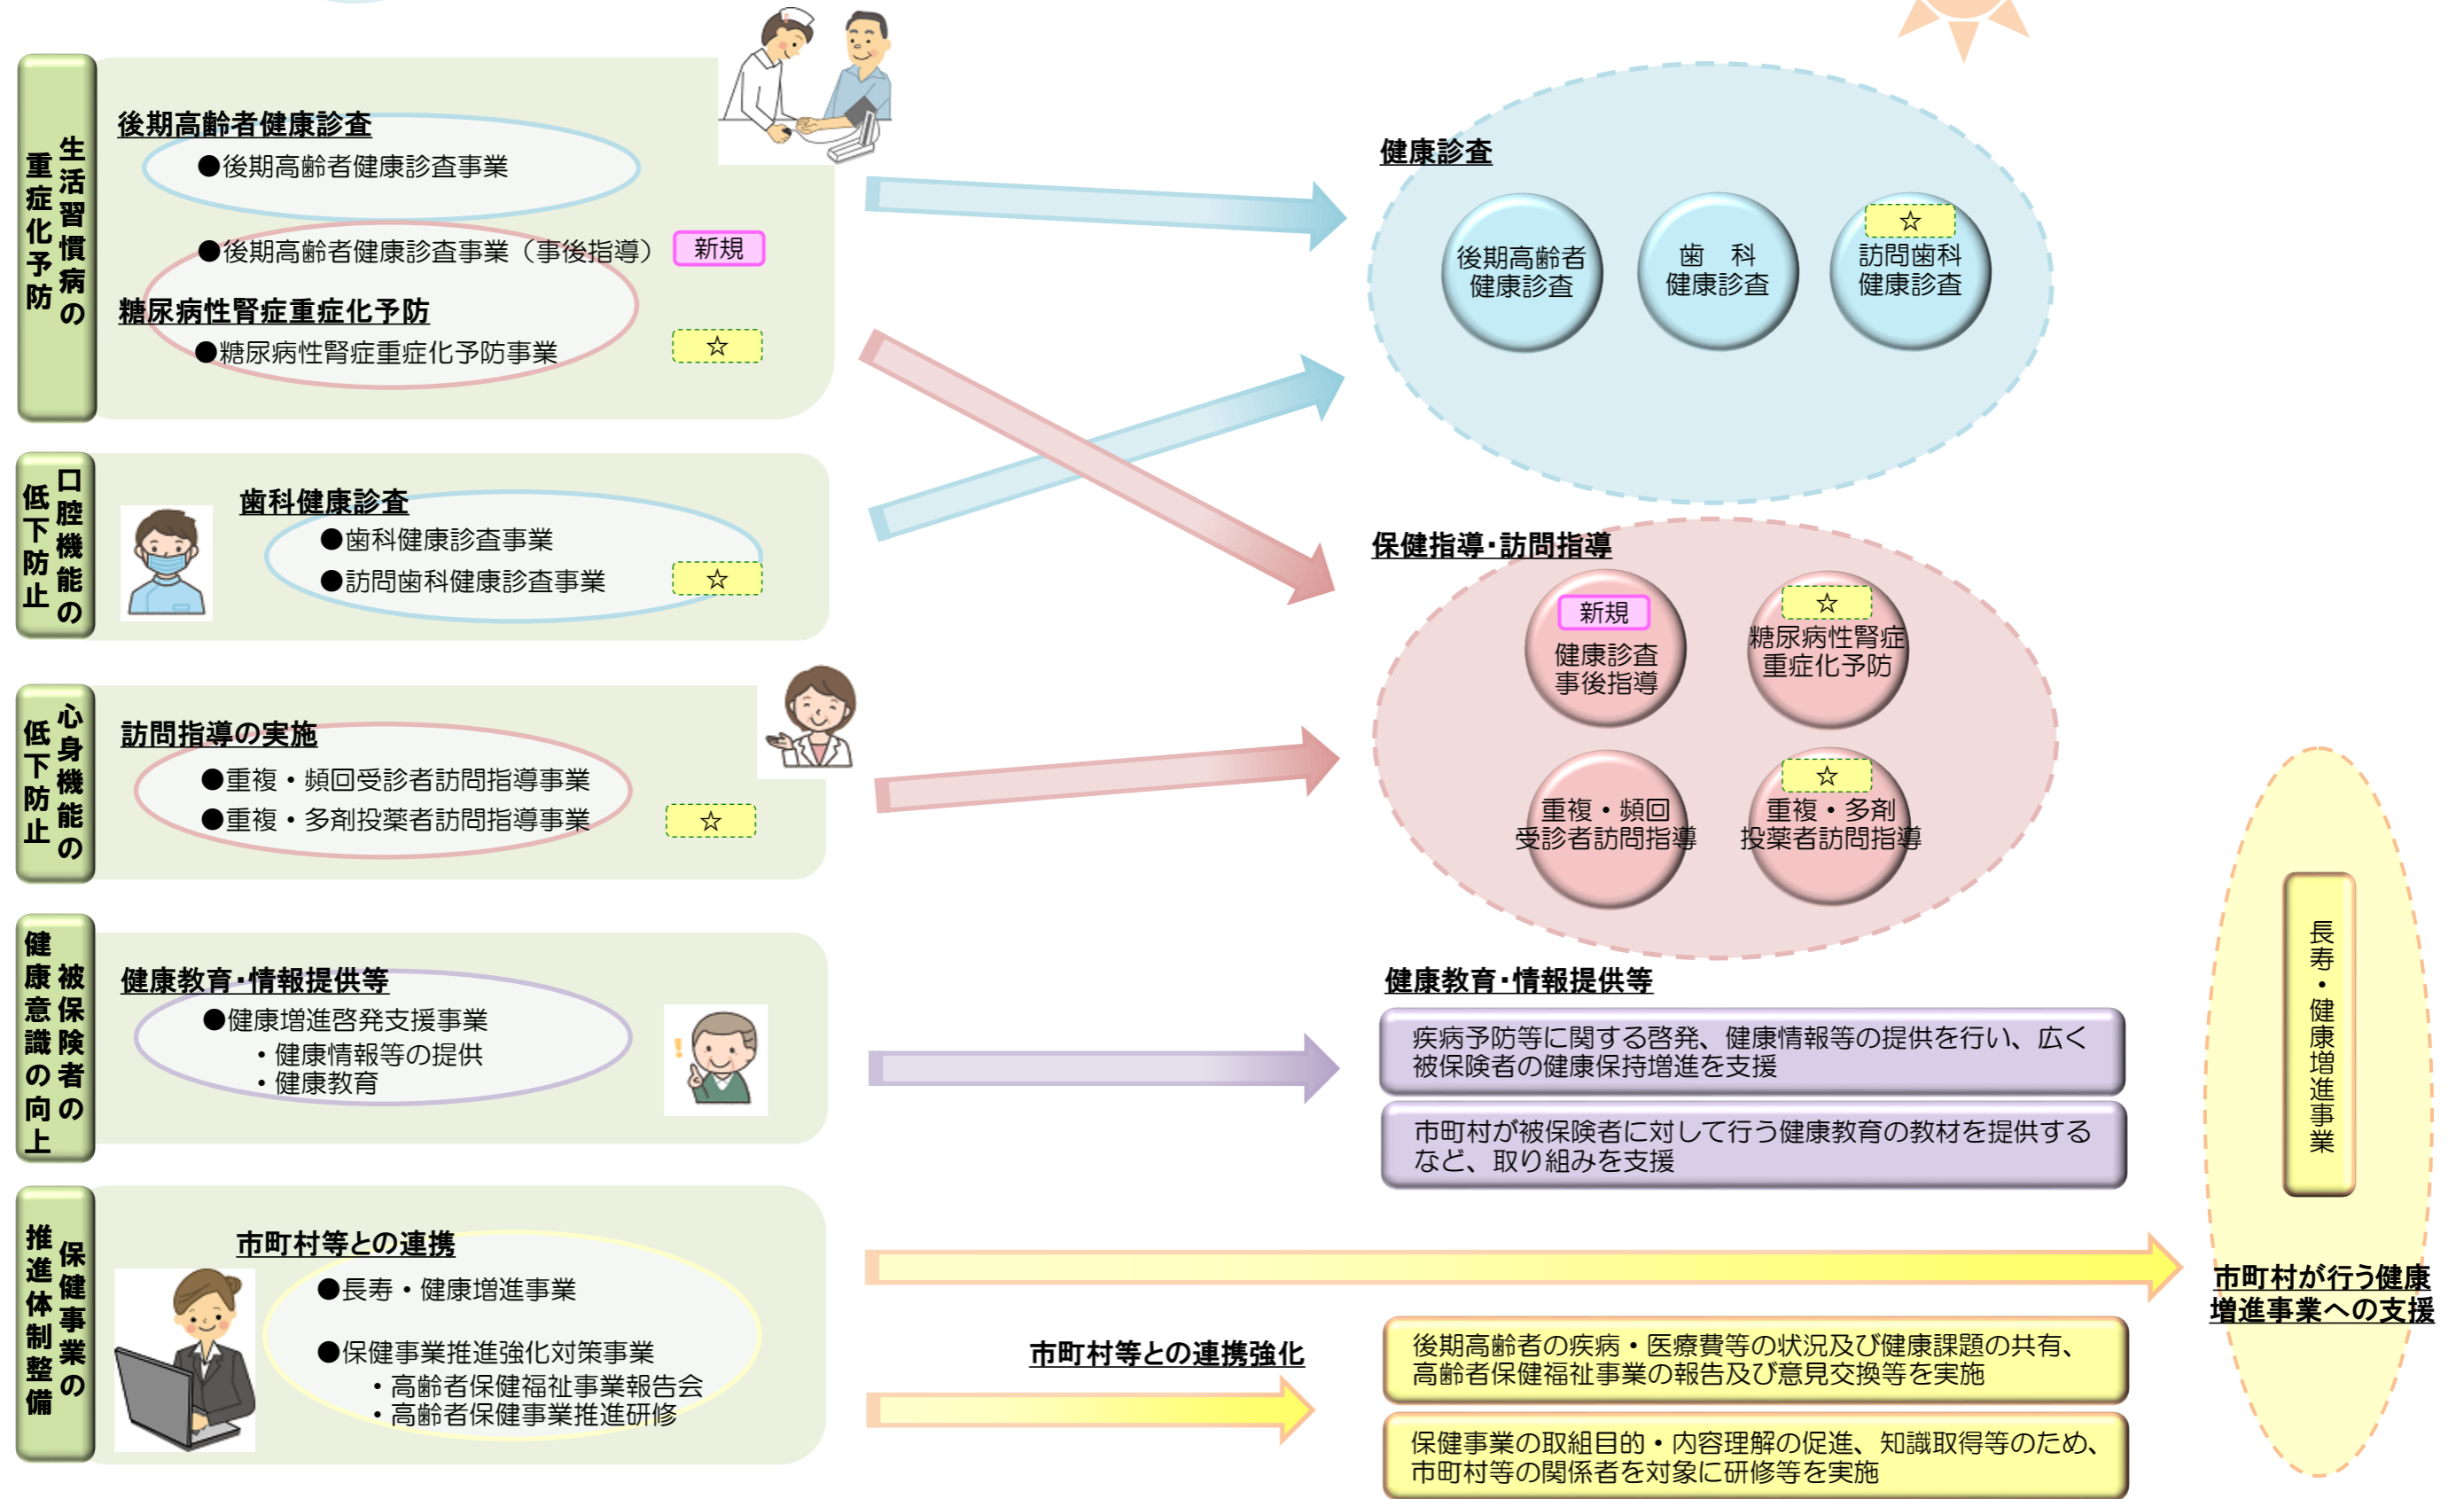 生活習慣病の
重症化予防
後期高齢者健康診査
●後期高齢者健康診査事業
●後期高齢者健康診査事業（事後指導）
新規
糖尿病性腎症重症化予防
●糖尿病性腎症重症化予防事業
☆
口腔機能の
低下防止
歯科健康診査
●歯科健康診査事業
●訪問歯科健康診査事業
☆
心身機能の
低下防止
訪問指導の実施
●重複・頻回受診者訪問指導事業
●重複・多剤投薬者訪問指導事業
☆
被保険者の
健康意識の向上
健康教育・情報提供等
●健康増進啓発支援事業
・健康情報等の提供
・健康教育
保健事業の
推進体制整備
市町村等との連携
●長寿・健康増進事業
●保健事業推進強化対策事業
・高齢者保健福祉事業報告会
・高齢者保健事業推進研修
健康診査
後期高齢者
健康診査
歯　科
健康診査
☆
訪問歯科
健康診査
保健指導・訪問指導
新規
健康診査
事後指導
☆
糖尿病性腎症
重症化予防
重複・頻回
受診者訪問指導
☆
重複・多剤
投薬者訪問指導
健康教育・情報提供等
疾病予防等に関する啓発、健康情報等の提供を行い、広く
被保険者の健康保持増進を支援
市町村が被保険者に対して行う健康教育の教材を提供する
など、取り組みを支援
市町村等との連携強化
後期高齢者の疾病・医療費等の状況及び健康課題の共有、
高齢者保健福祉事業の報告及び意見交換等を実施
保健事業の取組目的・内容理解の促進、知識取得等のため、
市町村等の関係者を対象に研修等を実施
長寿・健康増進事業
市町村が行う健康
増進事業への支援